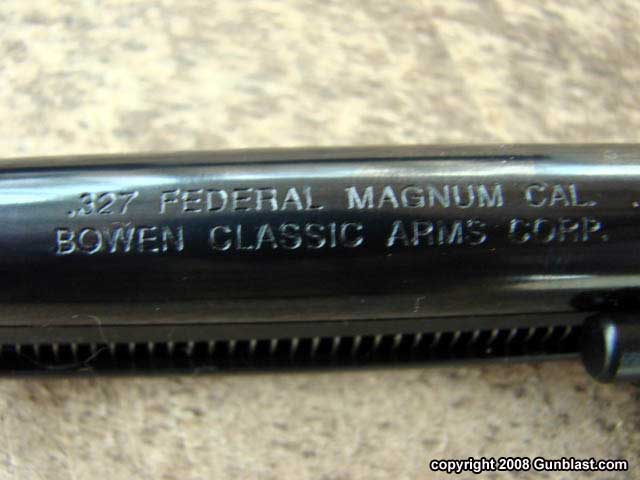 .327 FEDERAL MAGNUM CAL. .
BOWEN CLASSIC ARMS CORP.
copyright 2008 Gunblast.com